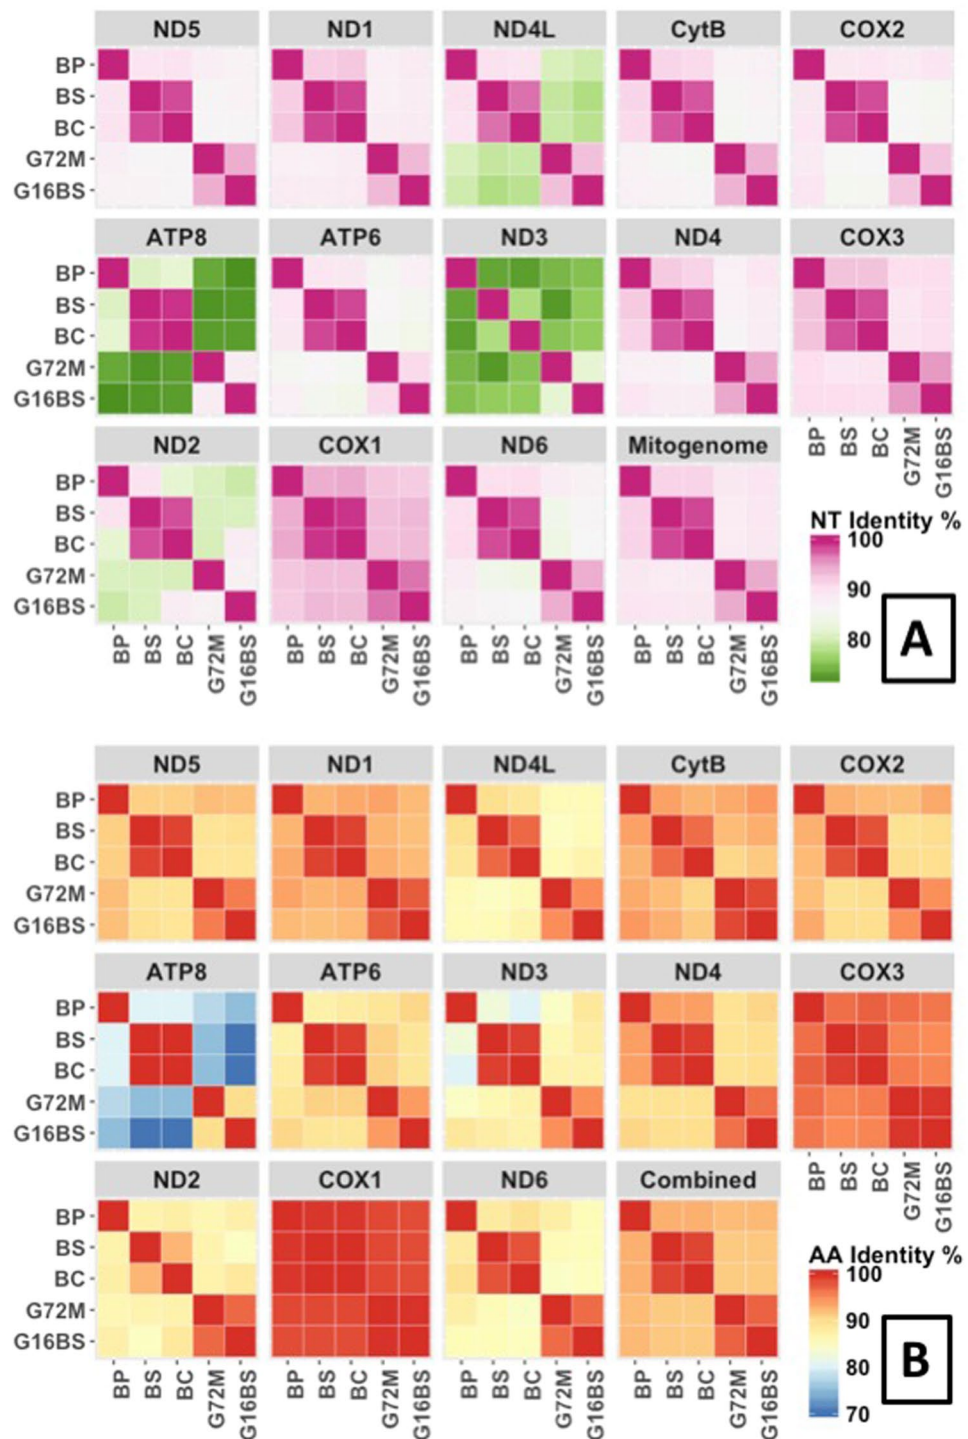 ND5 ND1 ND4L CytB COX2
BP
BS
BC
G72M
G16BS
ATP8 ATP6 ND3 ND4 COX3
BP
BS
BC
G72M
G16BS
BP BS BC G72M G16BS
ND2 COX1 ND6 Mitogenome
BP
BS
BC
G72M
G16BS
BP BS BC G72M G16BS BP BS BC G72M G16BS BP BS BC G72M G16BS BP BS BC G72M G16BS
NT Identity %
100
90
80
A
ND5 ND1 ND4L CytB COX2
BP
BS
BC
G72M
G16BS
ATP8 ATP6 ND3 ND4 COX3
BP
BS
BC
G72M
G16BS
BP BS BC G72M G16BS
ND2 COX1 ND6 Combined
BP
BS
BC
G72M
G16BS
BP BS BC G72M G16BS BP BS BC G72M G16BS BP BS BC G72M G16BS BP BS BC G72M G16BS
AA Identity %
100
90
80
70
B